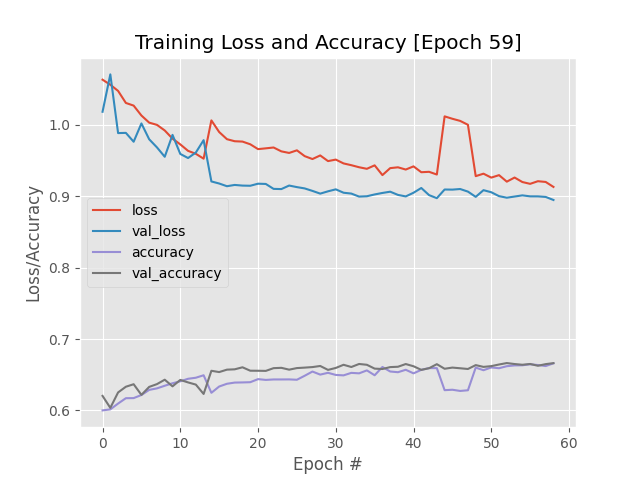 Training Loss and Accuracy [Epoch 59]
Loss/Accuracy
1.0
0.9
0.8
0.7
0.6
loss
val_loss
accuracy
val_accuracy
0 10 20 30 40 50 60
Epoch #